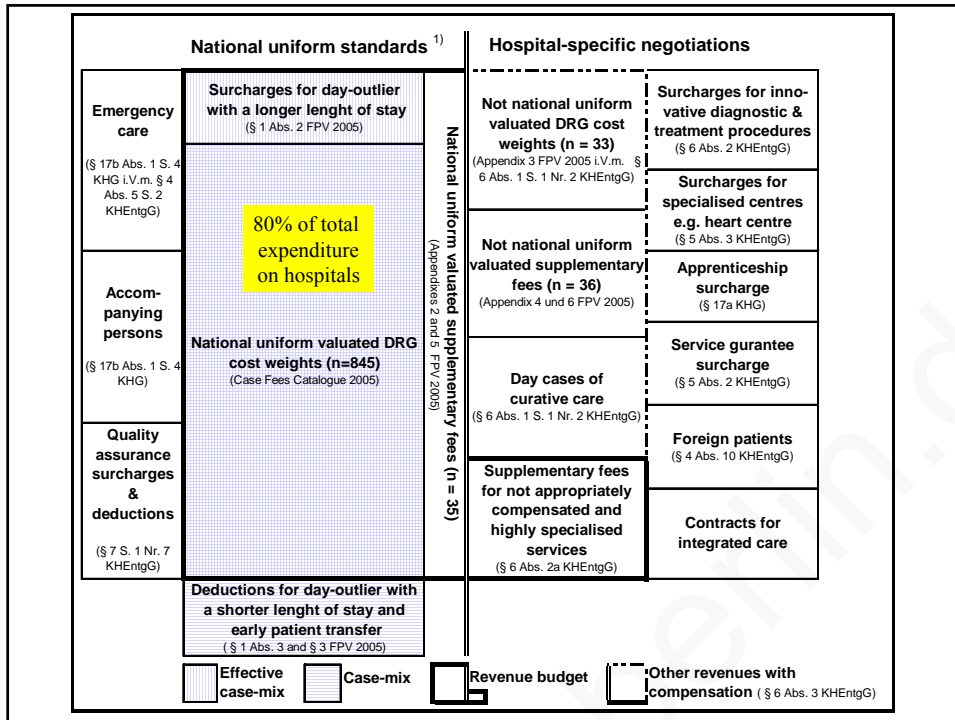 National uniform standards 1)
Hospital-specific negotiations
Emergency
care
(§ 17b Abs. 1 S. 4
KHG i.V.m. § 4
Abs. 5 S. 2
KHEntgG)
Accom-
panying
persons
(§ 17b Abs. 1 S. 4
KHG)
Quality
assurance
surcharges
&
deductions
(§ 7 S. 1 Nr. 7
KHEntgG)
Surcharges for day-outlier
with a longer lenght of stay
(§ 1 Abs. 2 FPV 2005)
80% of total
expenditure
on hospitals
National uniform valuated DRG
cost weights (n=845)
(Case Fees Catalogue 2005)
Deductions for day-outlier with
a shorter lenght of stay and
early patient transfer
( § 1 Abs. 3 and § 3 FPV 2005)
National uniform valuated supplementary fees (n = 35)
(Appendixes 2 and 5 FPV 2005)
Not national uniform
valuated DRG cost
weights (n = 33)
(Appendix 3 FPV 2005 i.V.m. §
6 Abs. 1 S. 1 Nr. 2 KHEntgG)
Not national uniform
valuated supplementary
fees (n = 36)
(Appendix 4 und 6 FPV 2005)
Day cases of
curative care
(§ 6 Abs. 1 S. 1 Nr. 2 KHEntgG)
Supplementary fees
for not appropriately
compensated and
highly specialised
services
(§ 6 Abs. 2a KHEntgG)
Surcharges for inno-
vative diagnostic &
treatment procedures
(§ 6 Abs. 2 KHEntgG)
Surcharges for
specialised centres
e.g. heart centre
(§ 5 Abs. 3 KHEntgG)
Apprenticeship
surcharge
(§ 17a KHG)
Service gurantee
surcharge
(§ 5 Abs. 2 KHEntgG)
Foreign patients
(§ 4 Abs. 10 KHEntgG)
Contracts for
integrated care
Effective
case-mix
Case-mix
Revenue budget
Other revenues with
compensation ( § 6 Abs. 3 KHEntgG)
berlin.d